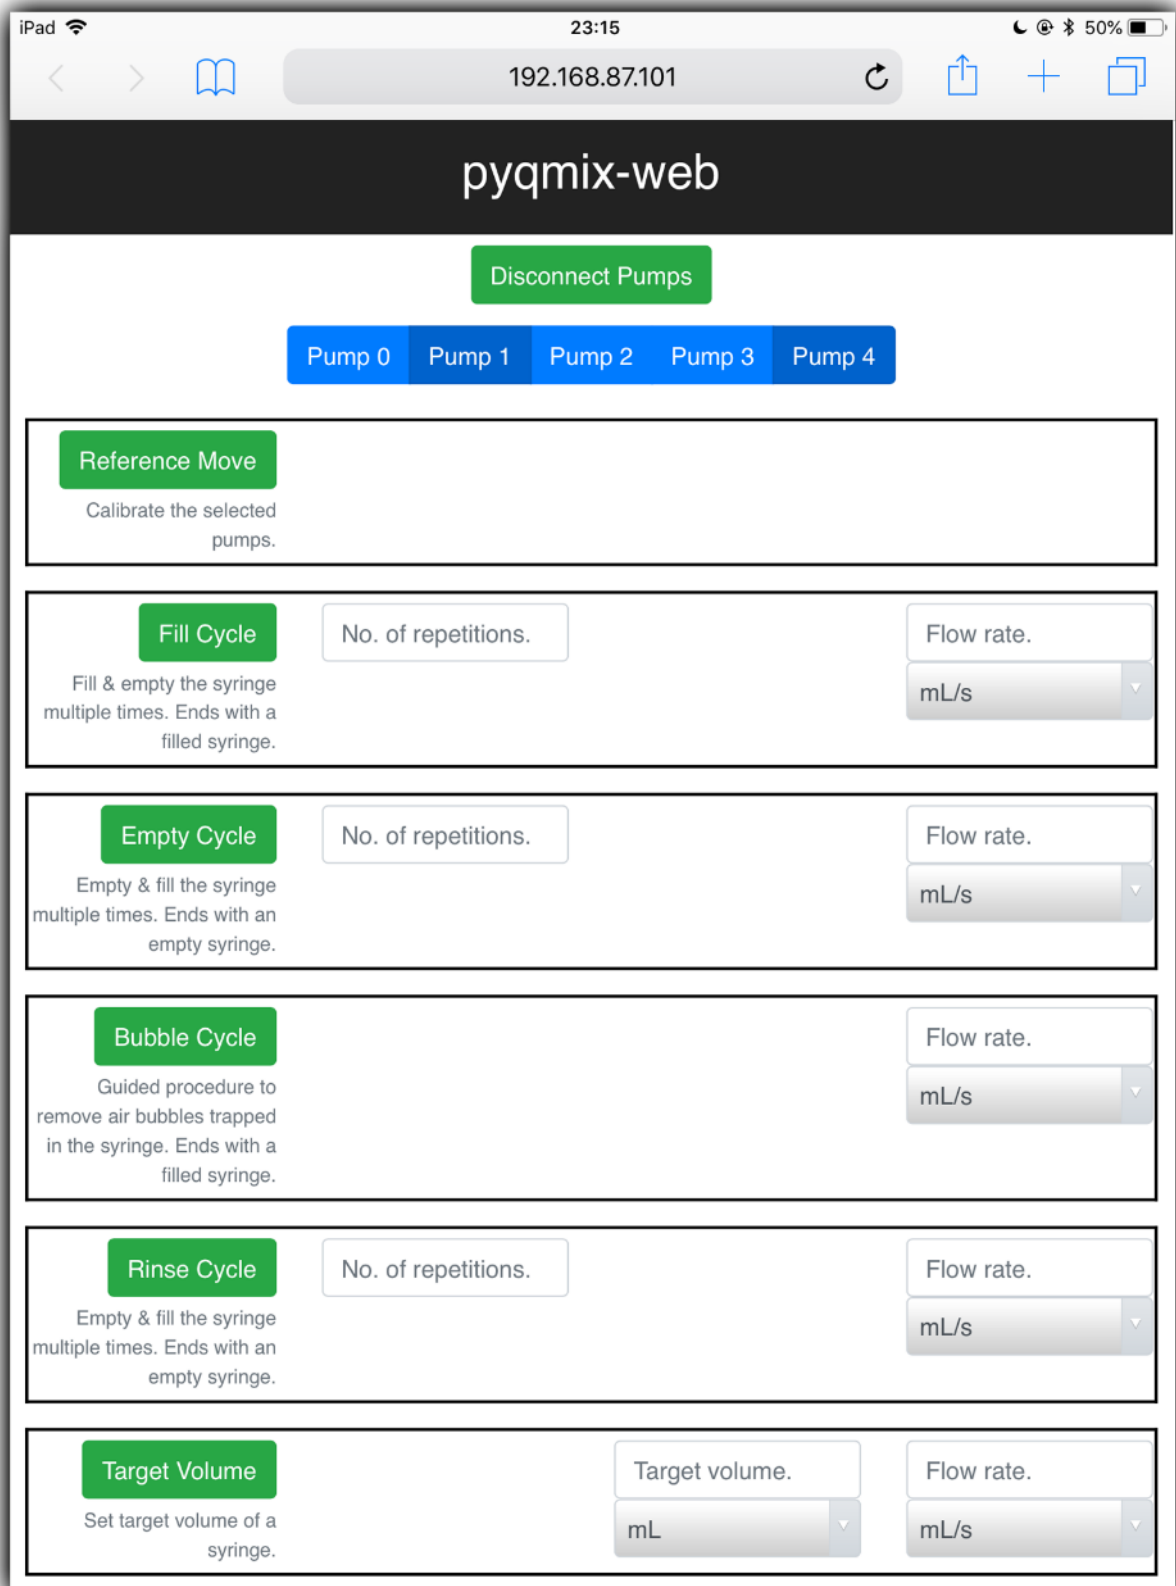 iPad 23:15 50%
192.168.87.101
pyqmix-web
Disconnect Pumps
Pump 0 Pump 1 Pump 2 Pump 3 Pump 4
Reference Move
Calibrate the selected
pumps.
Fill Cycle No. of repetitions. Flow rate.
mL/s
Fill & empty the syringe
multiple times. Ends with a
filled syringe.
Empty Cycle No. of repetitions. Flow rate.
mL/s
Empty & fill the syringe
multiple times. Ends with an
empty syringe.
Bubble Cycle Flow rate.
mL/s
Guided procedure to
remove air bubbles trapped
in the syringe. Ends with a
filled syringe.
Rinse Cycle No. of repetitions. Flow rate.
mL/s
Empty & fill the syringe
multiple times. Ends with an
empty syringe.
Target Volume Target volume. Flow rate.
mL mL/s
Set target volume of a
syringe.